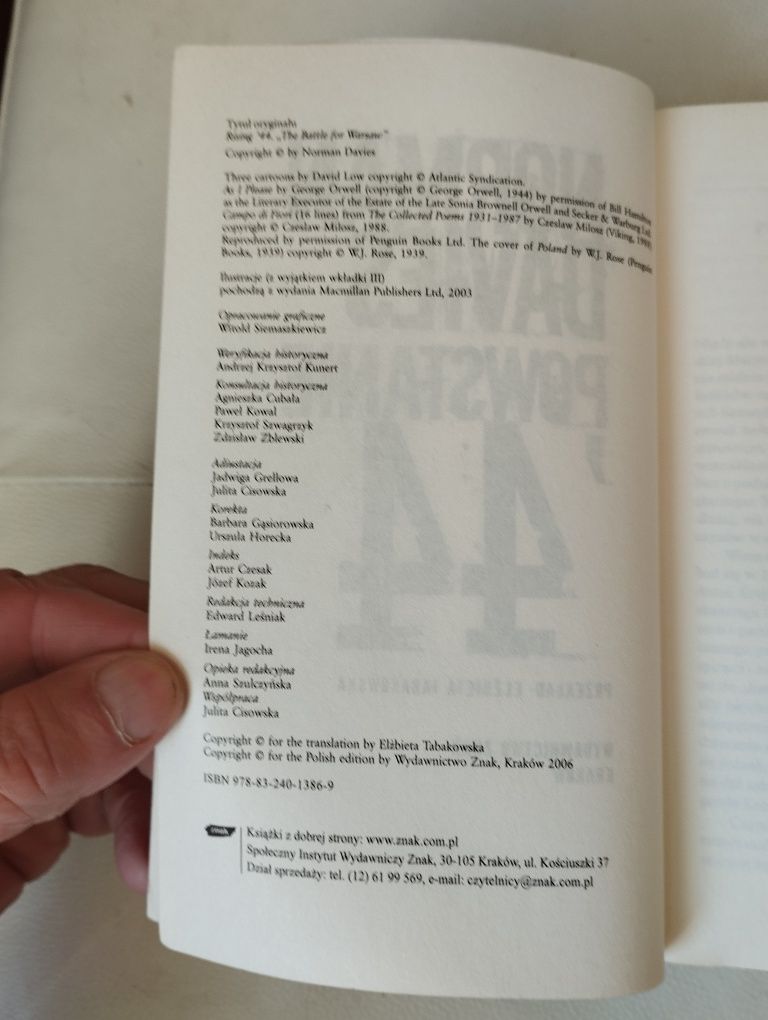 Tytuł oryginału
Rising '44. „The Battle for Warsaw”
Copyright © by Norman Davies
Three cartoons by David Low copyright © Atlantic Syndication.
As I Please by George Orwell (copyright © George Orwell, 1944) by permission of Bill Hamilton
as the Literary Executor of the Estate of the Late Sonia Brownell Orwell and Secker & Warburg Ltd.
Campo di Fiori (16 lines) from The Collected Poems 1931–1987 by Czeslaw Milosz (Viking, 1988)
copyright © Czeslaw Milosz, 1988.
Reproduced by permission of Penguin Books Ltd. The cover of Poland by W.J. Rose (Penguin
Books, 1939) copyright © W.J. Rose, 1939.
Ilustracje (z wyjątkiem wkładki III)
pochodzą z wydania Macmillan Publishers Ltd, 2003
Opracowanie graficzne
Witold Siemaszkiewicz
Weryfikacja historyczna
Andrzej Krzysztof Kunert
Konsultacja historyczna
Agnieszka Cubała
Paweł Kowal
Krzysztof Szwagrzyk
Zdzisław Zblewski
Adiustacja
Jadwiga Grellowa
Julita Cisowska
Korekta
Barbara Gąsiorowska
Urszula Horecka
Indeks
Artur Czesak
Józef Kozak
Redakcja techniczna
Edward Leśniak
Łamanie
Irena Jagocha
Opieka redakcyjna
Anna Szulczyńska
Współpraca
Julita Cisowska
Copyright © for the translation by Elżbieta Tabakowska
Copyright © for the Polish edition by Wydawnictwo Znak, Kraków 2006
ISBN 978-83-240-1386-9
znak
Książki z dobrej strony: www.znak.com.pl
Społeczny Instytut Wydawniczy Znak, 30-105 Kraków, ul. Kościuszki 37
Dział sprzedaży: tel. (12) 61 99 569, e-mail: czytelnicy@znak.com.pl